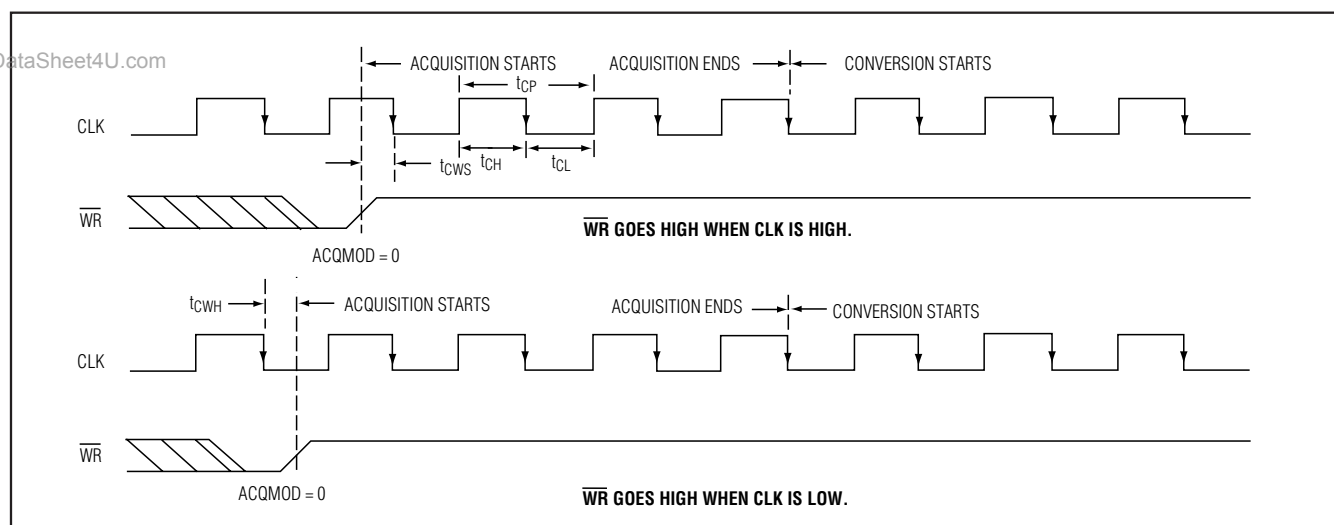 DataSheet4U.com
ACQUISITION STARTS ACQUISITION ENDS CONVERSION STARTS
tCP
CLK
tCWS tCH tCL
WR
WR GOES HIGH WHEN CLK IS HIGH.
ACQMOD = 0
tCWH ACQUISITION STARTS ACQUISITION ENDS CONVERSION STARTS
CLK
WR
ACQMOD = 0 WR GOES HIGH WHEN CLK IS LOW.